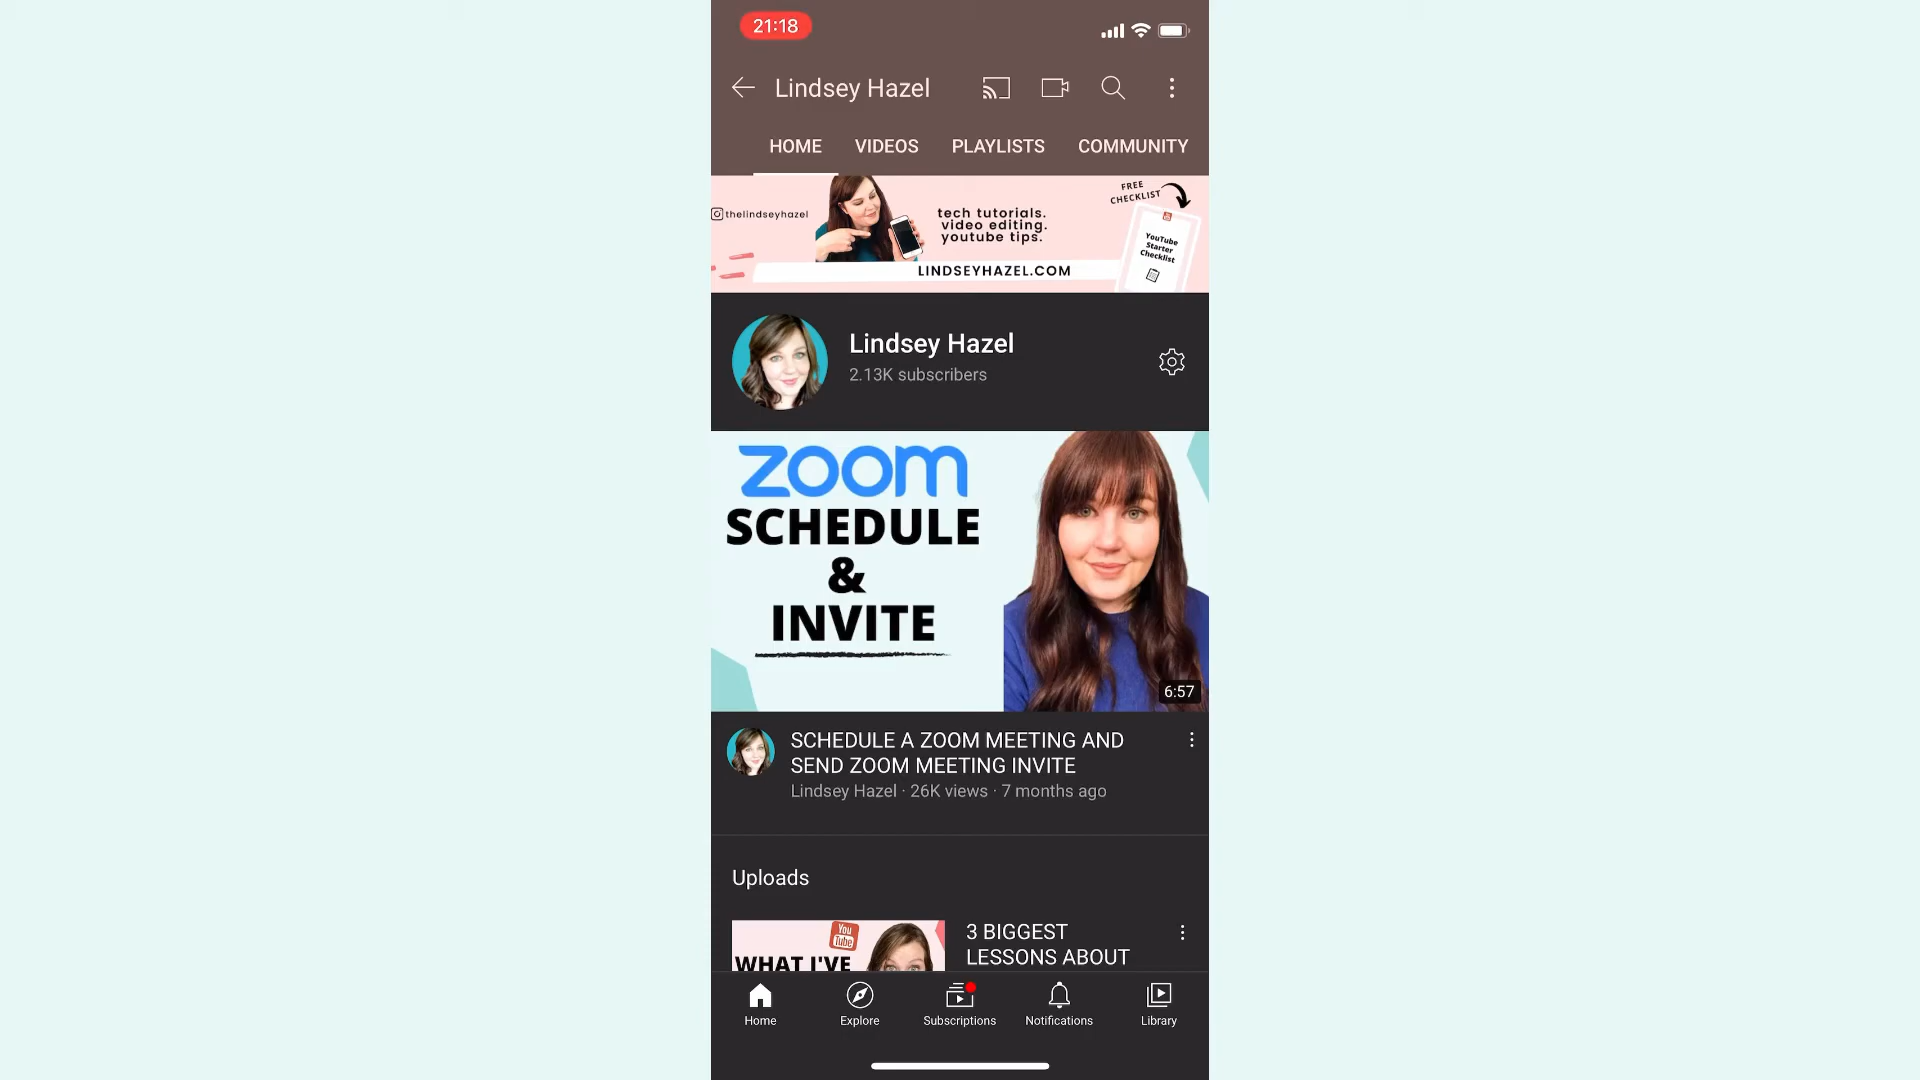 21:18
Lindsey Hazel
HOME VIDEOS PLAYLISTS COMMUNITY
thelindseyhazel
tech tutorials.
video editing.
youtube tips.
LINDSEYHAZEL.COM
FREE
CHECKLIST
YouTube
Starter
Checklist
Lindsey Hazel
2.13K subscribers
zoom
SCHEDULE
&
INVITE
6:57
SCHEDULE A ZOOM MEETING AND
SEND ZOOM MEETING INVITE
Lindsey Hazel · 26K views · 7 months ago
Uploads
You
Tube
WHAT I'VE
3 BIGGEST
LESSONS ABOUT
Home Explore Subscriptions Notifications Library